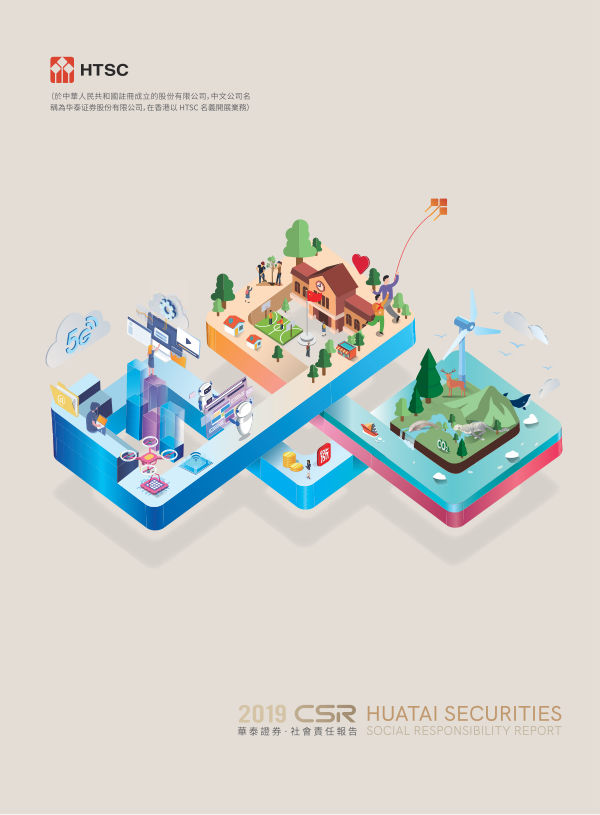 HTSC
（於中華人民共和國註冊成立的股份有限公司，中文公司名
稱為华泰证券股份有限公司，在香港以 HTSC 名義開展業務）
5G
CO₂
2019 CSR HUATAI SECURITIES
華泰證券·社會責任報告 SOCIAL RESPONSIBILITY REPORT